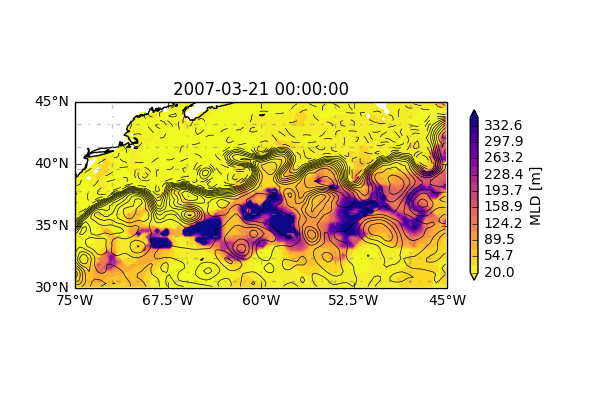 2007-03-21 00:00:00
45°N
40°N
35°N
30°N
75°W
67.5°W
60°W
52.5°W
45°W
332.6
297.9
263.2
228.4
193.7
158.9
124.2
89.5
54.7
20.0
MLD [m]